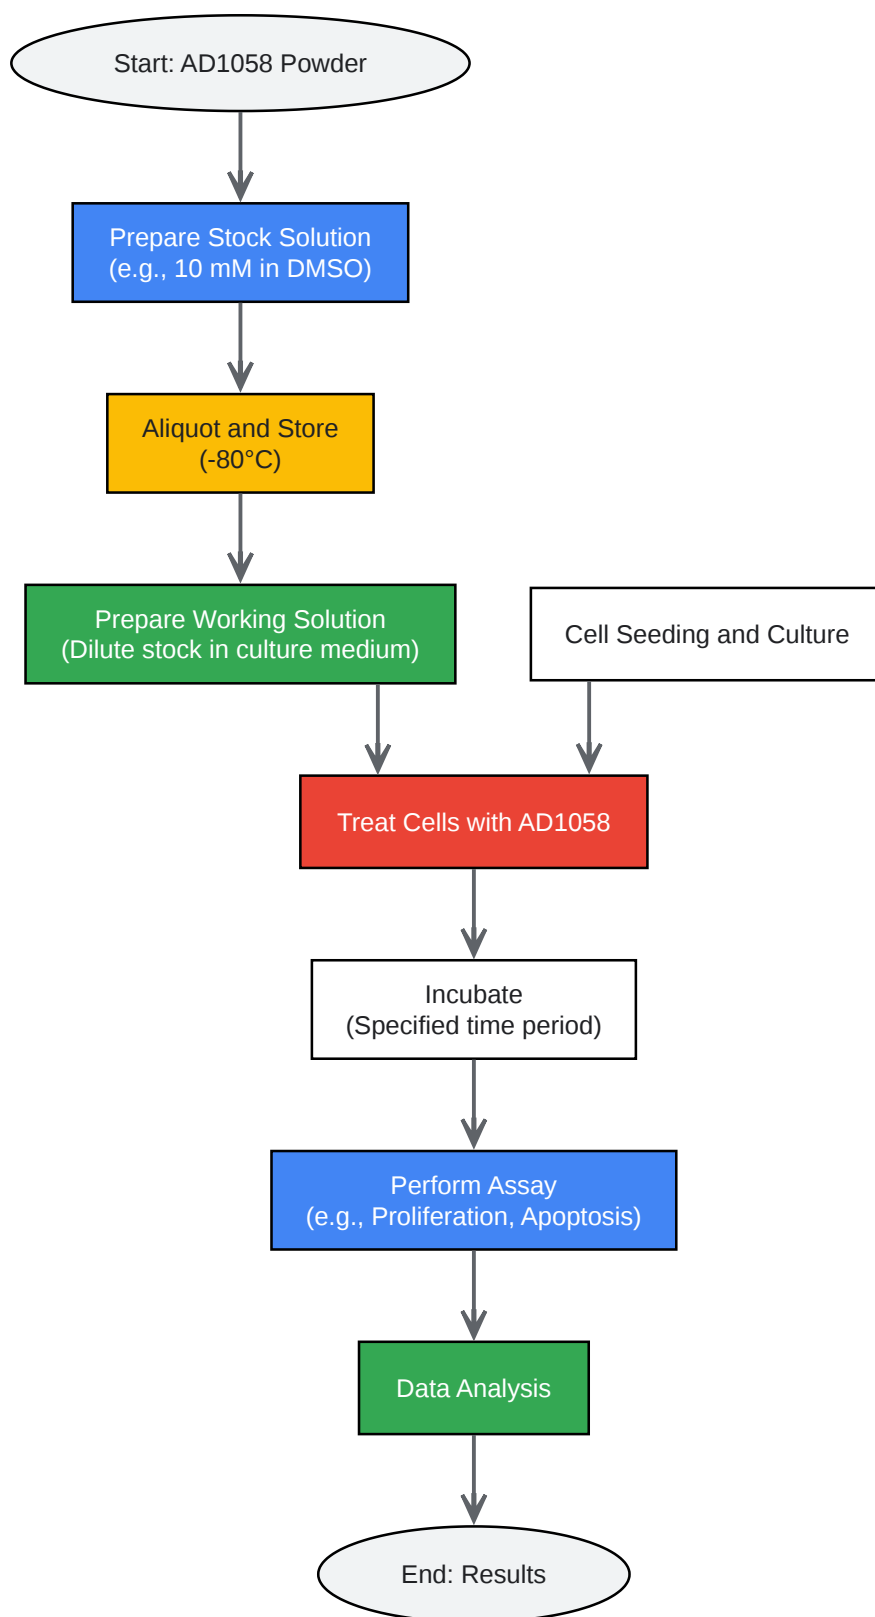 Start: AD1058 Powder
Prepare Stock Solution
(e.g., 10 mM in DMSO)
Aliquot and Store
(-80°C)
Prepare Working Solution
(Dilute stock in culture medium)
Cell Seeding and Culture
Treat Cells with AD1058
Incubate
(Specified time period)
Perform Assay
(e.g., Proliferation, Apoptosis)
Data Analysis
End: Results